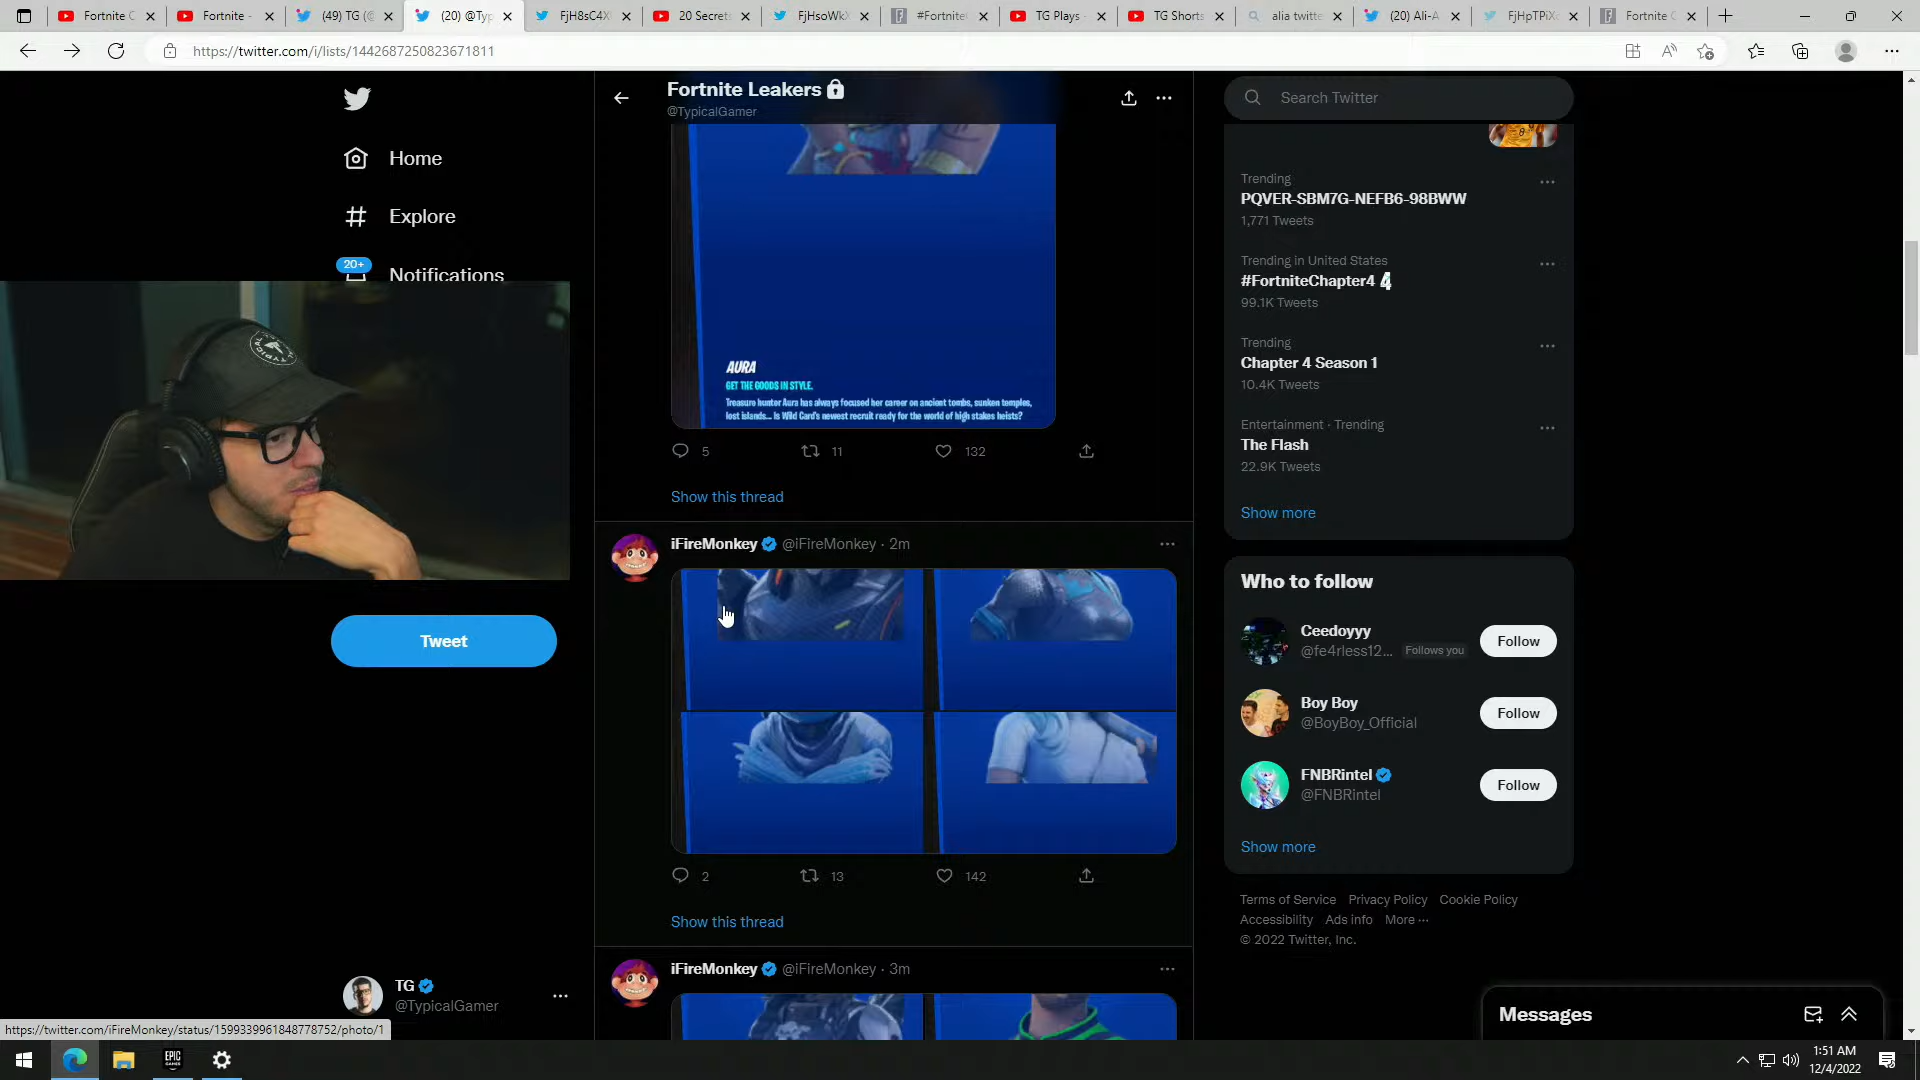 Fortnite C
Fortnite -
(49) TG (@
(20) @Typ
FjH8sC4X
20 Secrets
FjHsoWkX
#Fortnite
TG Plays -
TG Shorts
alia twitte
(20) Ali-A
FjHpTPiX
Fortnite C
https://twitter.com/i/lists/1442687250823671811
Home
Explore
20+
Notifications
Tweet
TG
@TypicalGamer
https://twitter.com/iFireMonkey/status/1599339961848778752/photo/1
Fortnite Leakers
@TypicalGamer
AURA
GET THE GOODS IN STYLE.
Treasure hunter Aura has always focused her career on ancient tombs, sunken temples,
lost islands... Is Wild Card's newest recruit ready for the world of high stakes heists?
5 11 132
Show this thread
iFireMonkey @iFireMonkey · 2m
2 13 142
Show this thread
iFireMonkey @iFireMonkey · 3m
Search Twitter
Trending
PQVER-SBM7G-NEFB6-98BWW
1,771 Tweets
Trending in United States
#FortniteChapter4
99.1K Tweets
Trending
Chapter 4 Season 1
10.4K Tweets
Entertainment · Trending
The Flash
22.9K Tweets
Show more
Who to follow
Ceedoyyy
@fe4rless12... Follows you
Follow
Boy Boy
@BoyBoy_Official
Follow
FNBRintel
@FNBRintel
Follow
Show more
Terms of Service Privacy Policy Cookie Policy
Accessibility Ads info More ···
© 2022 Twitter, Inc.
Messages
EPIC
GAMES
1:51 AM
12/4/2022